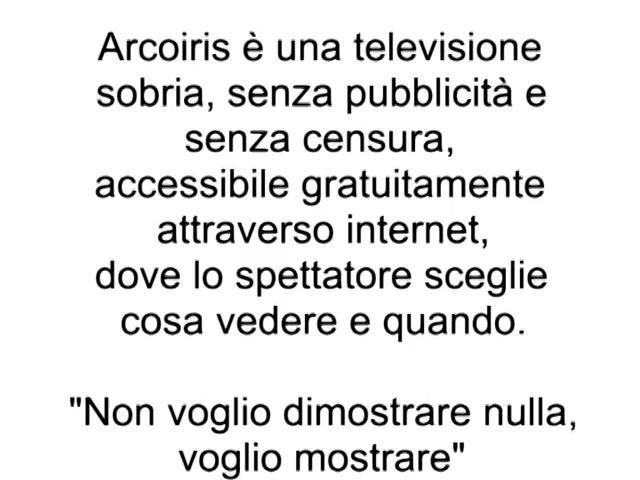 Arcoiris è una televisione
sobria, senza pubblicità e
senza censura,
accessibile gratuitamente
attraverso internet,
dove lo spettatore sceglie
cosa vedere e quando.
"Non voglio dimostrare nulla,
voglio mostrare"